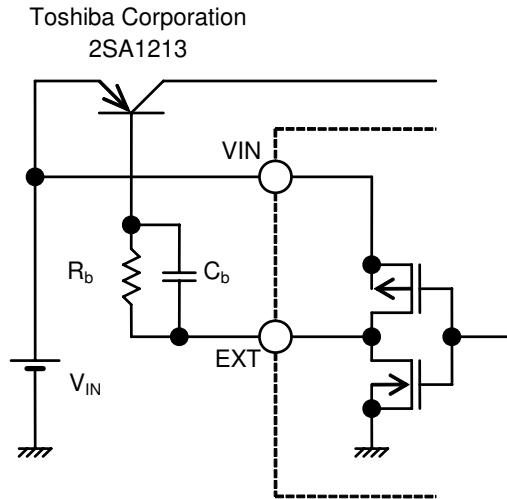 Toshiba Corporation
2SA1213
VIN
Rb
Cb
EXT
VIN